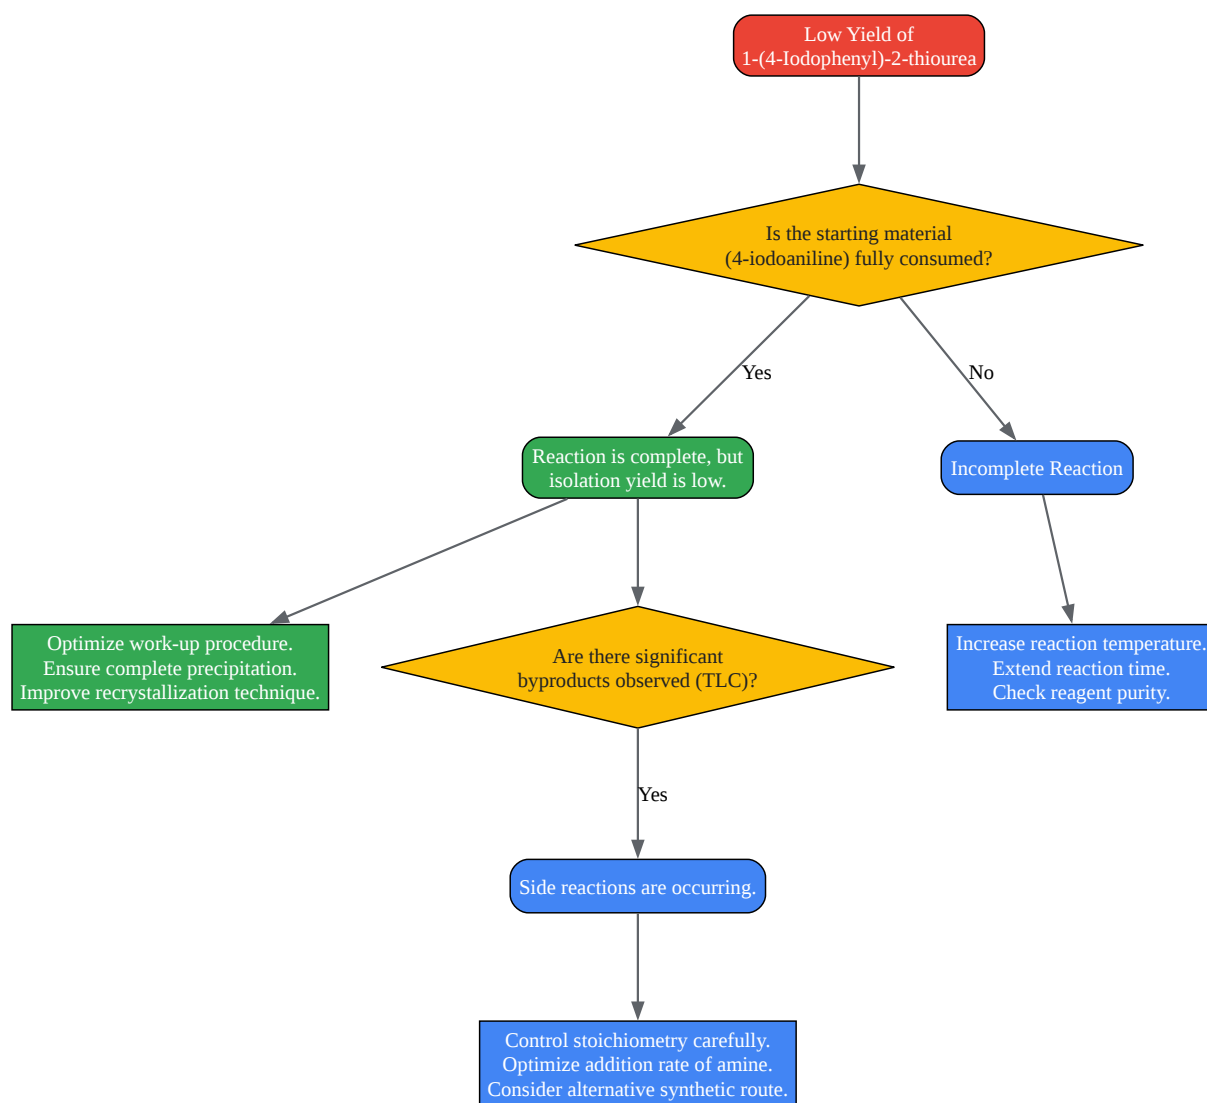 Low Yield of
1-(4-Iodophenyl)-2-thiourea
Is the starting material
(4-iodoaniline) fully consumed?
Yes
No
Reaction is complete, but
isolation yield is low.
Incomplete Reaction
Optimize work-up procedure.
Ensure complete precipitation.
Improve recrystallization technique.
Are there significant
byproducts observed (TLC)?
Increase reaction temperature.
Extend reaction time.
Check reagent purity.
Yes
Side reactions are occurring.
Control stoichiometry carefully.
Optimize addition rate of amine.
Consider alternative synthetic route.